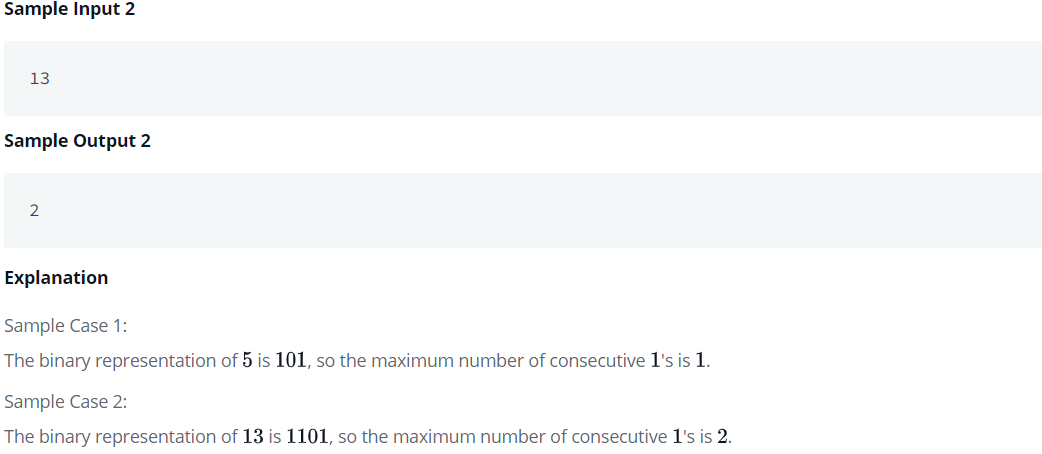 Sample Input 2
13
Sample Output 2
2
Explanation
Sample Case 1:
The binary representation of 5 is 101, so the maximum number of consecutive 1's is 1.
Sample Case 2:
The binary representation of 13 is 1101, so the maximum number of consecutive 1's is 2.